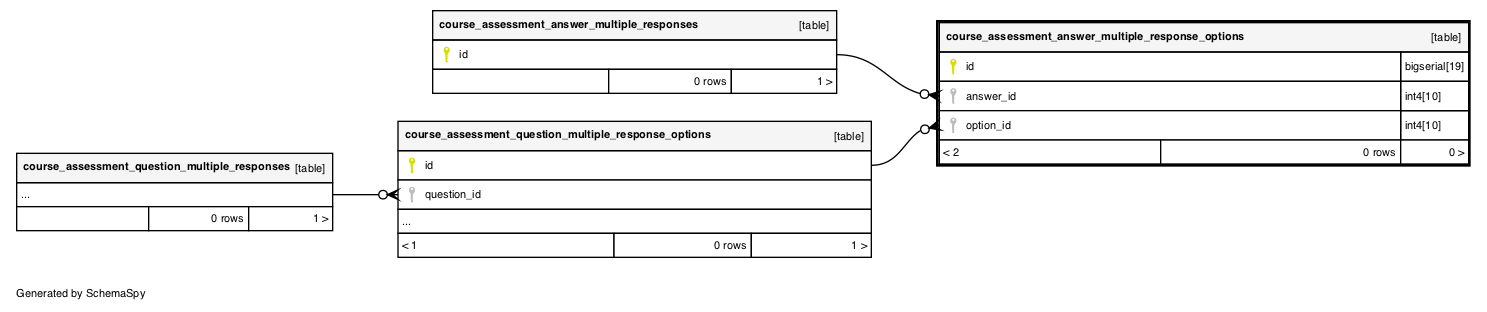 course_assessment_answer_multiple_responses [table]
id
0 rows 1 >
course_assessment_answer_multiple_response_options [table]
id bigserial[19]
answer_id int4[10]
option_id int4[10]
< 2 0 rows 0 >
course_assessment_question_multiple_response_options [table]
id
question_id
...
< 1 0 rows 1 >
course_assessment_question_multiple_responses [table]
...
0 rows 1 >
Generated by SchemaSpy